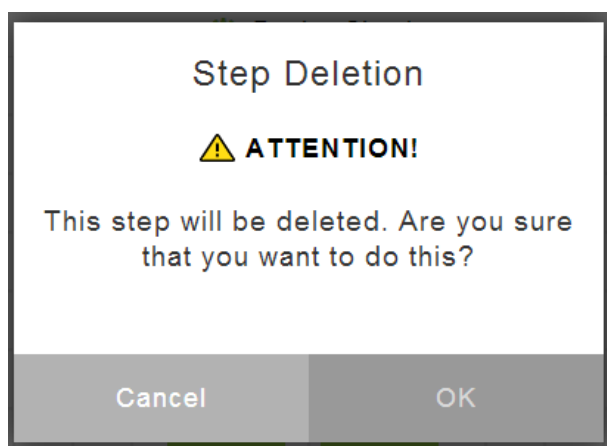 Step Deletion
⚠ ATTENTION!
This step will be deleted. Are you sure
that you want to do this?
Cancel
OK